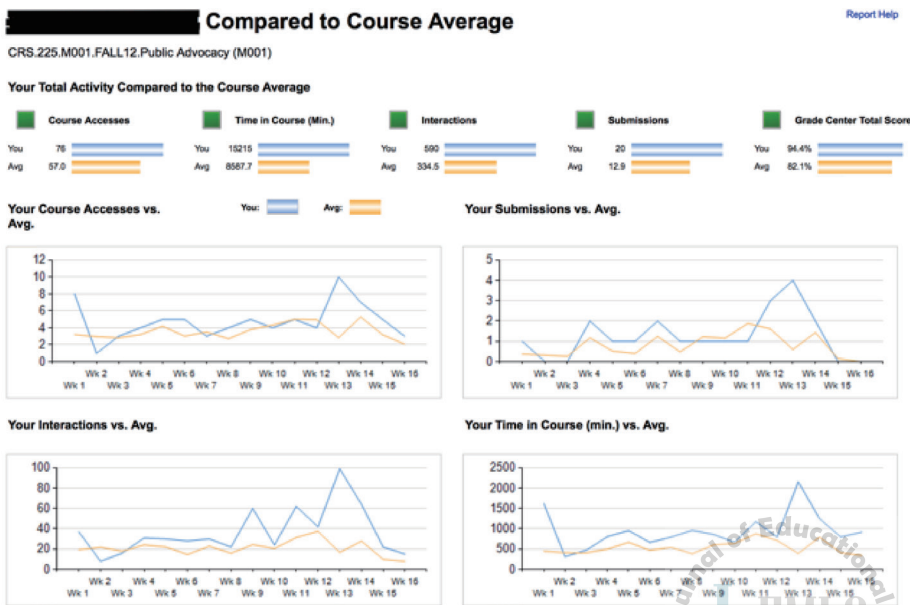 Compared to Course Average
Report Help
CRS.225.M001.FALL12.Public Advocacy (M001)
Your Total Activity Compared to the Course Average
Course Accesses
You 76
Avg 57.0
Time in Course (Min.)
You 15215
Avg 8587.7
Interactions
You 590
Avg 334.5
Submissions
You 20
Avg 12.9
Grade Center Total Score
You 94.4%
Avg 82.1%
Your Course Accesses vs.
Avg.
You: Avg:
12
10
8
6
4
2
0
Wk 2 Wk 4 Wk 6 Wk 8 Wk 10 Wk 12 Wk 14 Wk 16
Wk 1 Wk 3 Wk 5 Wk 7 Wk 9 Wk 11 Wk 13 Wk 15
Your Submissions vs. Avg.
5
4
3
2
1
0
Wk 2 Wk 4 Wk 6 Wk 8 Wk 10 Wk 12 Wk 14 Wk 16
Wk 1 Wk 3 Wk 5 Wk 7 Wk 9 Wk 11 Wk 13 Wk 15
Your Interactions vs. Avg.
100
80
60
40
20
0
Wk 2 Wk 4 Wk 6 Wk 8 Wk 10 Wk 12 Wk 14 Wk 16
Wk 1 Wk 3 Wk 5 Wk 7 Wk 9 Wk 11 Wk 13 Wk 15
Your Time in Course (min.) vs. Avg.
2500
2000
1500
1000
500
0
Wk 2 Wk 4 Wk 6 Wk 8 Wk 10 Wk 12 Wk 14 Wk 16
Wk 1 Wk 3 Wk 5 Wk 7 Wk 9 Wk 11 Wk 13 Wk 15
of Educa